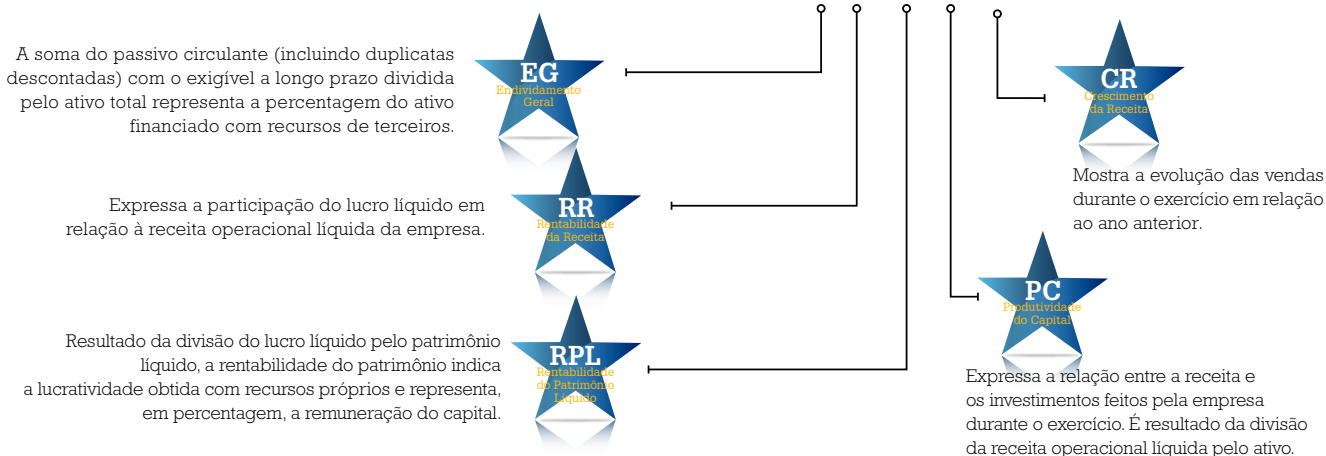 A soma do passivo circulante (incluindo duplicatas
descontadas) com o exigível a longo prazo dividida
pelo ativo total representa a percentagem do ativo
financiado com recursos de terceiros.
EG
Endividamento
Geral
Expressa a participação do lucro líquido em
relação à receita operacional líquida da empresa.
RR
Rentabilidade
da Receita
Resultado da divisão do lucro líquido pelo patrimônio
líquido, a rentabilidade do patrimônio indica
a lucratividade obtida com recursos próprios e representa,
em percentagem, a remuneração do capital.
RPL
Rentabilidade
do Patrimônio
Líquido
CR
Crescimento
da Receita
Mostra a evolução das vendas
durante o exercício em relação
ao ano anterior.
PC
Produtividade
do Capital
Expressa a relação entre a receita e
os investimentos feitos pela empresa
durante o exercício. É resultado da divisão
da receita operacional líquida pelo ativo.